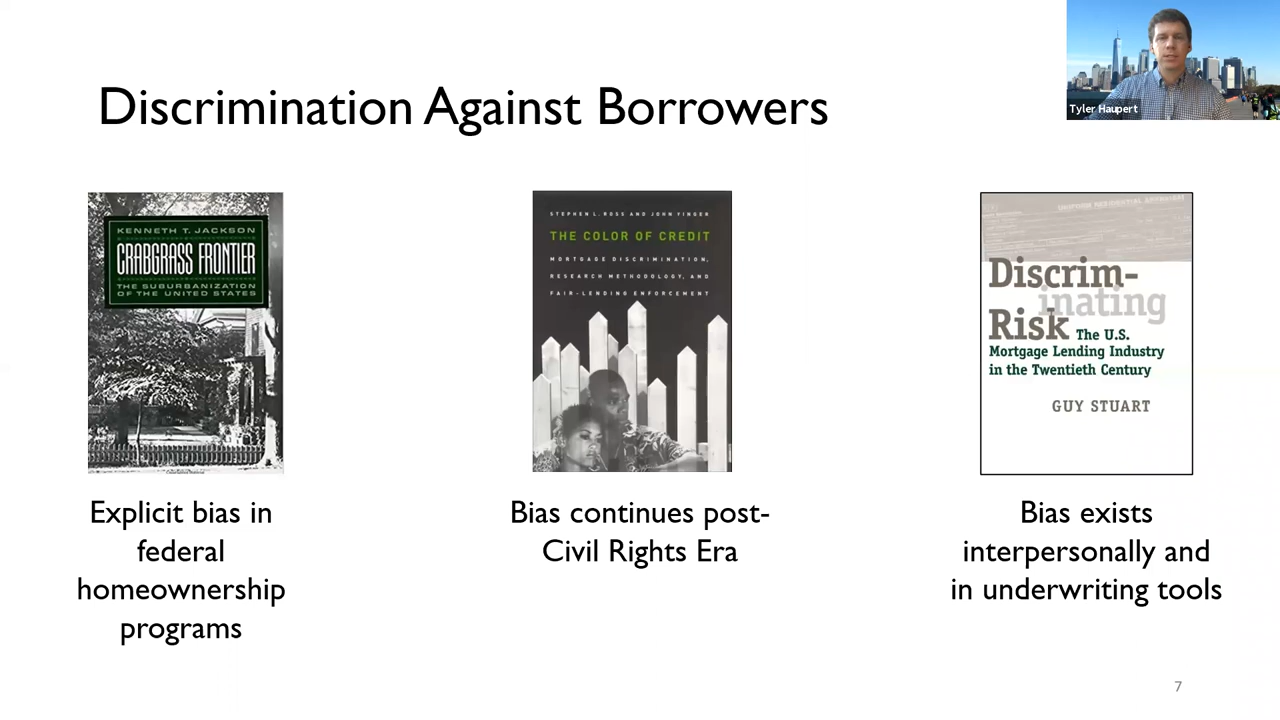 Tyler Haupert
Discrimination Against Borrowers
KENNETH T. JACKSON
CRABGRASS FRONTIER
THE SUBURBANIZATION
OF THE UNITED STATES
Explicit bias in
federal
homeownership
programs
STEPHEN L. ROSS AND JOHN YINGER
THE COLOR OF CREDIT
MORTGAGE DISCRIMINATION,
RESEARCH METHODOLOGY, AND
FAIR-LENDING ENFORCEMENT
Bias continues post-
Civil Rights Era
Discrim-
inating
Risk The U.S.
Mortgage Lending Industry
in the Twentieth Century
GUY STUART
Bias exists
interpersonally and
in underwriting tools
7